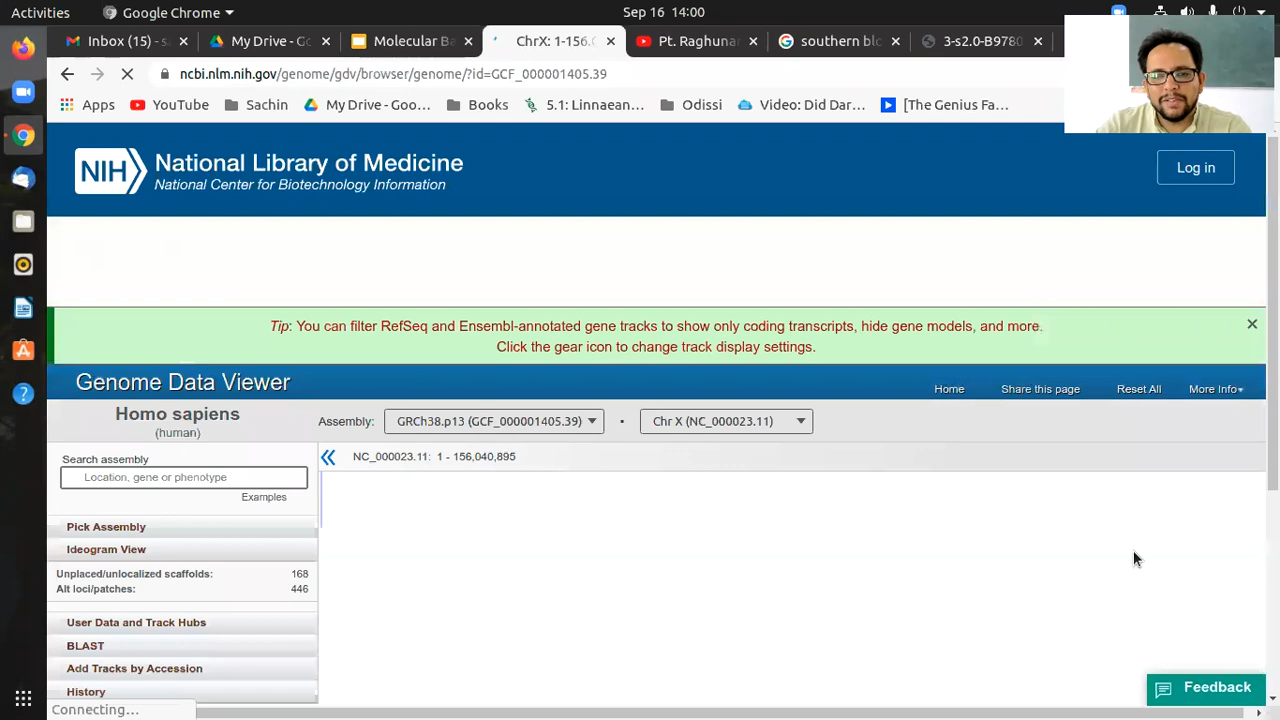 Activities Google Chrome Sep 16 14:00
Inbox (15) - s My Drive - Go Molecular Ba ChrX: 1-156. Pt. Raghuna southern blo 3-s2.0-B9780
ncbi.nlm.nih.gov/genome/gdv/browser/genome/?id=GCF_000001405.39
Apps YouTube Sachin My Drive - Goo... Books 5.1: Linnaean... Odissi Video: Did Dar... [The Genius Fa...
NIH National Library of Medicine
National Center for Biotechnology Information
Log in
Tip: You can filter RefSeq and Ensembl-annotated gene tracks to show only coding transcripts, hide gene models, and more.
Click the gear icon to change track display settings.
Genome Data Viewer Home Share this page Reset All More Info
Homo sapiens
(human)
Assembly: GRCh38.p13 (GCF_000001405.39) • Chr X (NC_000023.11)
Search assembly
NC_000023.11: 1 - 156,040,895
Location, gene or phenotype
Examples
Pick Assembly
Ideogram View
Unplaced/unlocalized scaffolds: 168
Alt loci/patches: 446
User Data and Track Hubs
BLAST
Add Tracks by Accession
History
Feedback
Connecting...